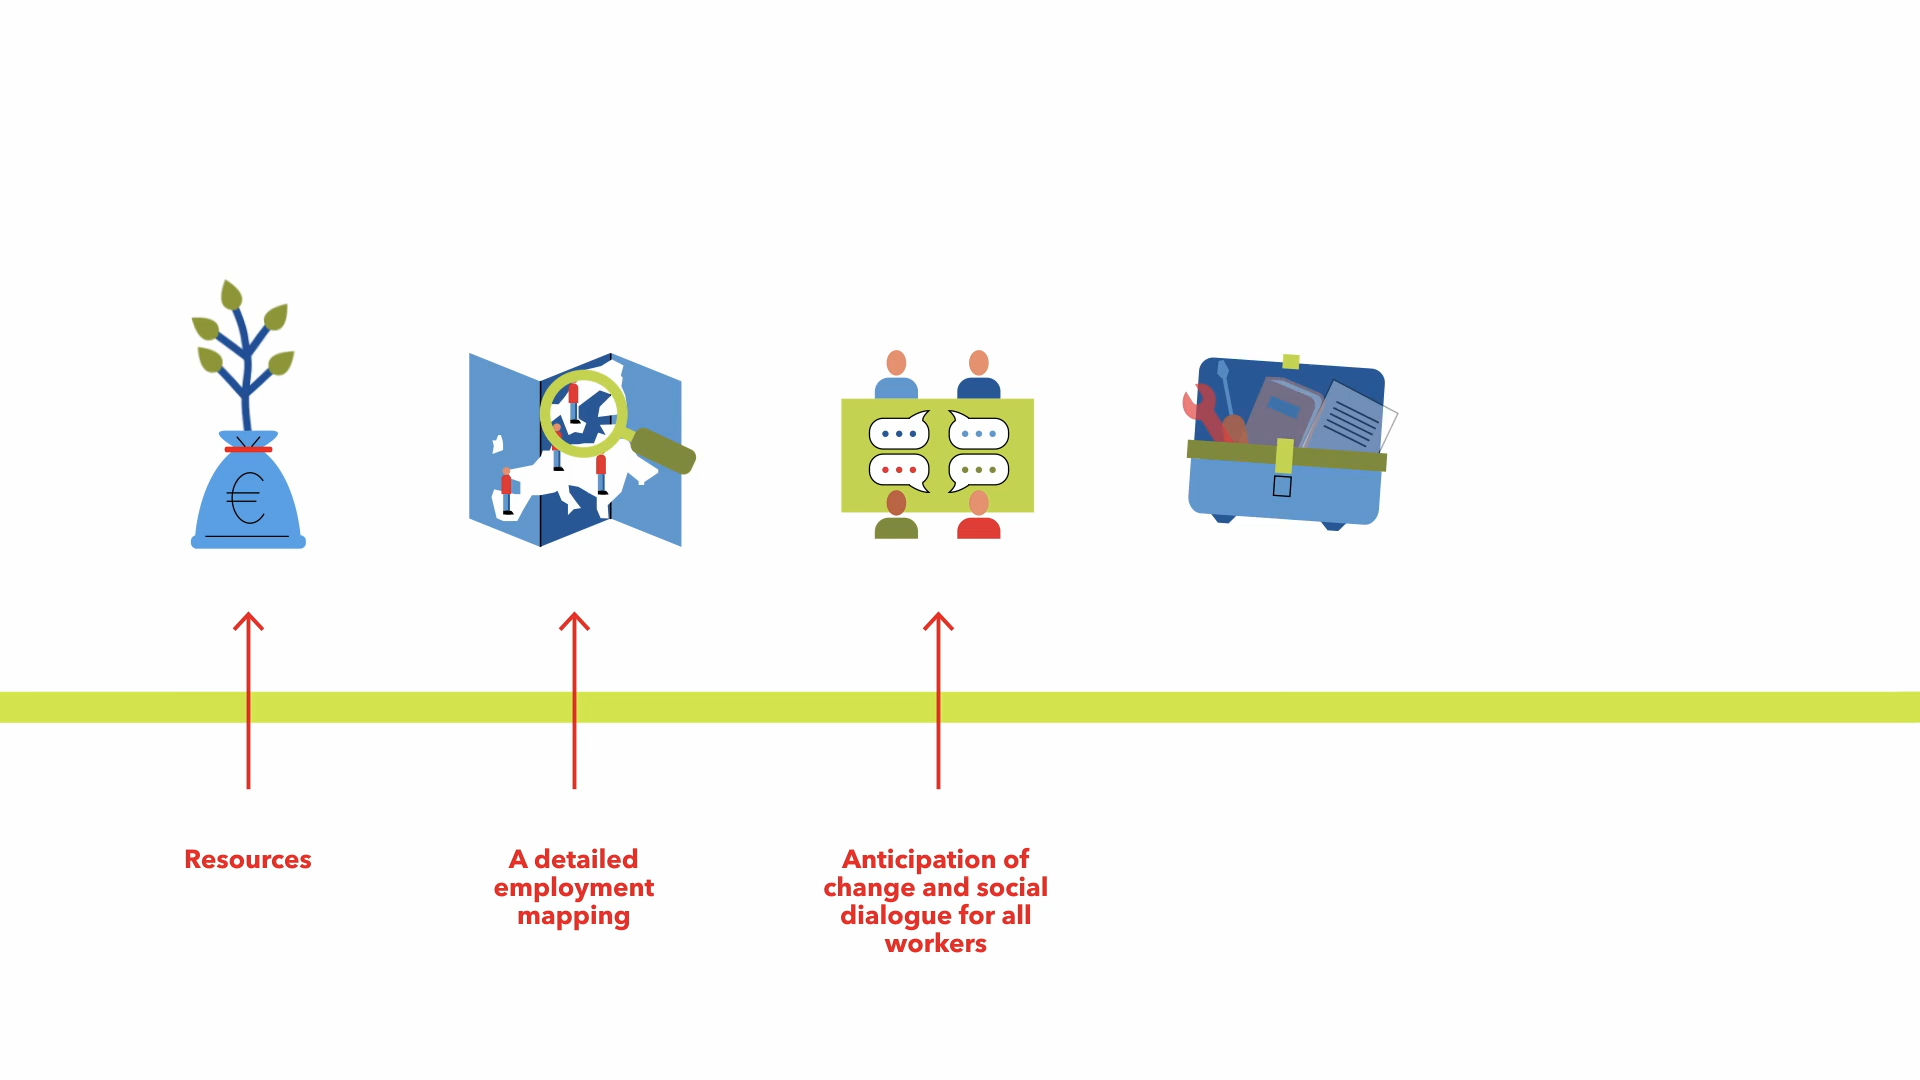 €
Resources
A detailed
employment
mapping
Anticipation of
change and social
dialogue for all
workers